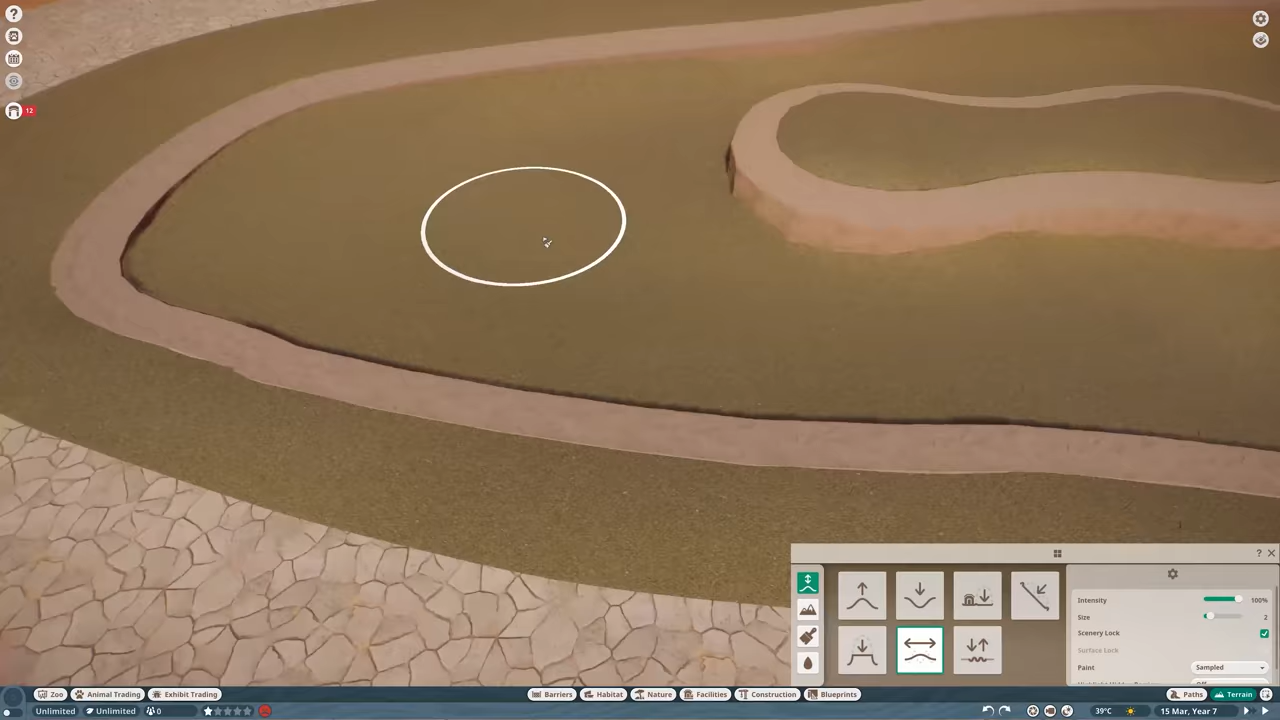 ?
12
? ×
Intensity 100%
Size 2
Scenery Lock
Surface Lock
Paint Sampled
Zoo Animal Trading Exhibit Trading Barriers Habitat Nature Facilities Construction Blueprints Paths Terrain
Unlimited Unlimited 0 39°C 15 Mar, Year 7